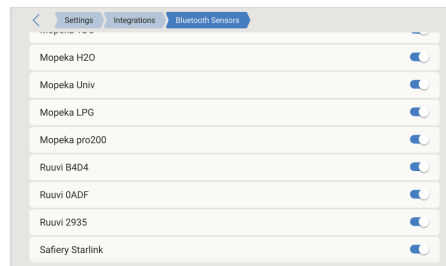 Settings
Integrations
Bluetooth Sensors
Mopeka H2O
Mopeka Univ
Mopeka LPG
Mopeka pro200
Ruuvi B4D4
Ruuvi 0ADF
Ruuvi 2935
Safiery Starlink